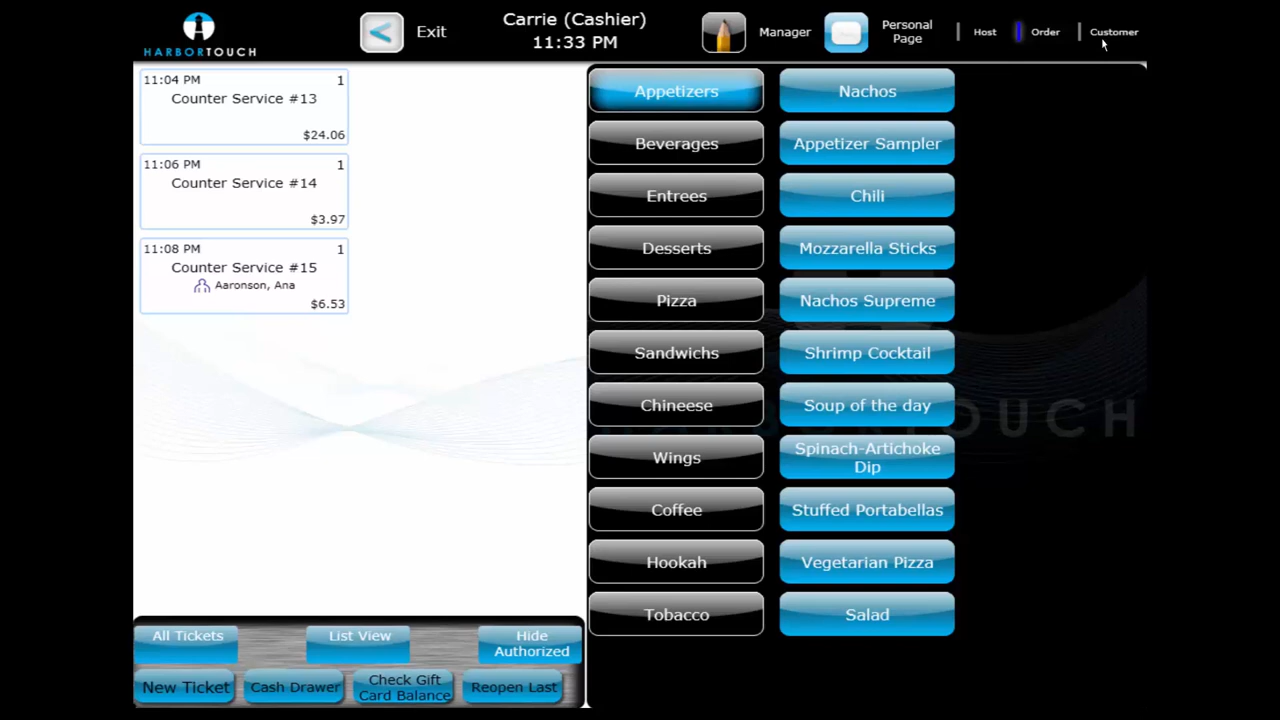 HARBORTOUCH
Exit
Carrie (Cashier)
11:33 PM
Manager
Personal
Page
Host
Order
Customer
11:04 PM 1
Counter Service #13
$24.06
11:06 PM 1
Counter Service #14
$3.97
11:08 PM 1
Counter Service #15
Aaronson, Ana
$6.53
Appetizers
Beverages
Entrees
Desserts
Pizza
Sandwichs
Chineese
Wings
Coffee
Hookah
Tobacco
Nachos
Appetizer Sampler
Chili
Mozzarella Sticks
Nachos Supreme
Shrimp Cocktail
Soup of the day
Spinach-Artichoke
Dip
Stuffed Portabellas
Vegetarian Pizza
Salad
HARBORTOUCH
All Tickets
List View
Hide
Authorized
New Ticket
Cash Drawer
Check Gift
Card Balance
Reopen Last